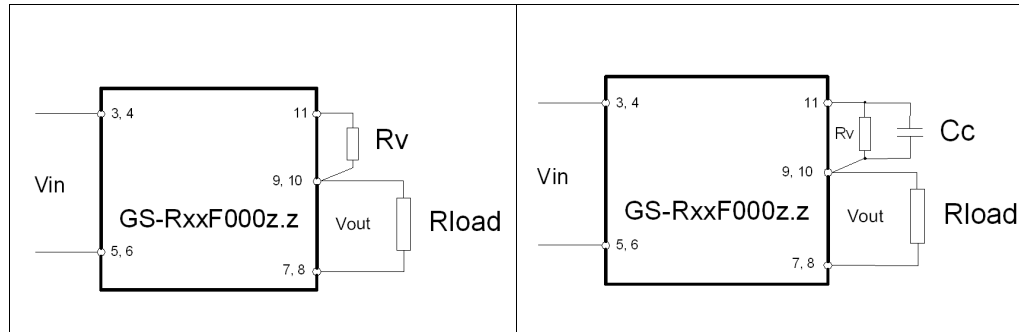 3, 4
11
Rv
Vin
9, 10
GS-RxxF000z.z
Vout
Rload
5, 6
7, 8
3, 4
11
Rv
Cc
Vin
9, 10
GS-RxxF000z.z
Vout
Rload
5, 6
7, 8